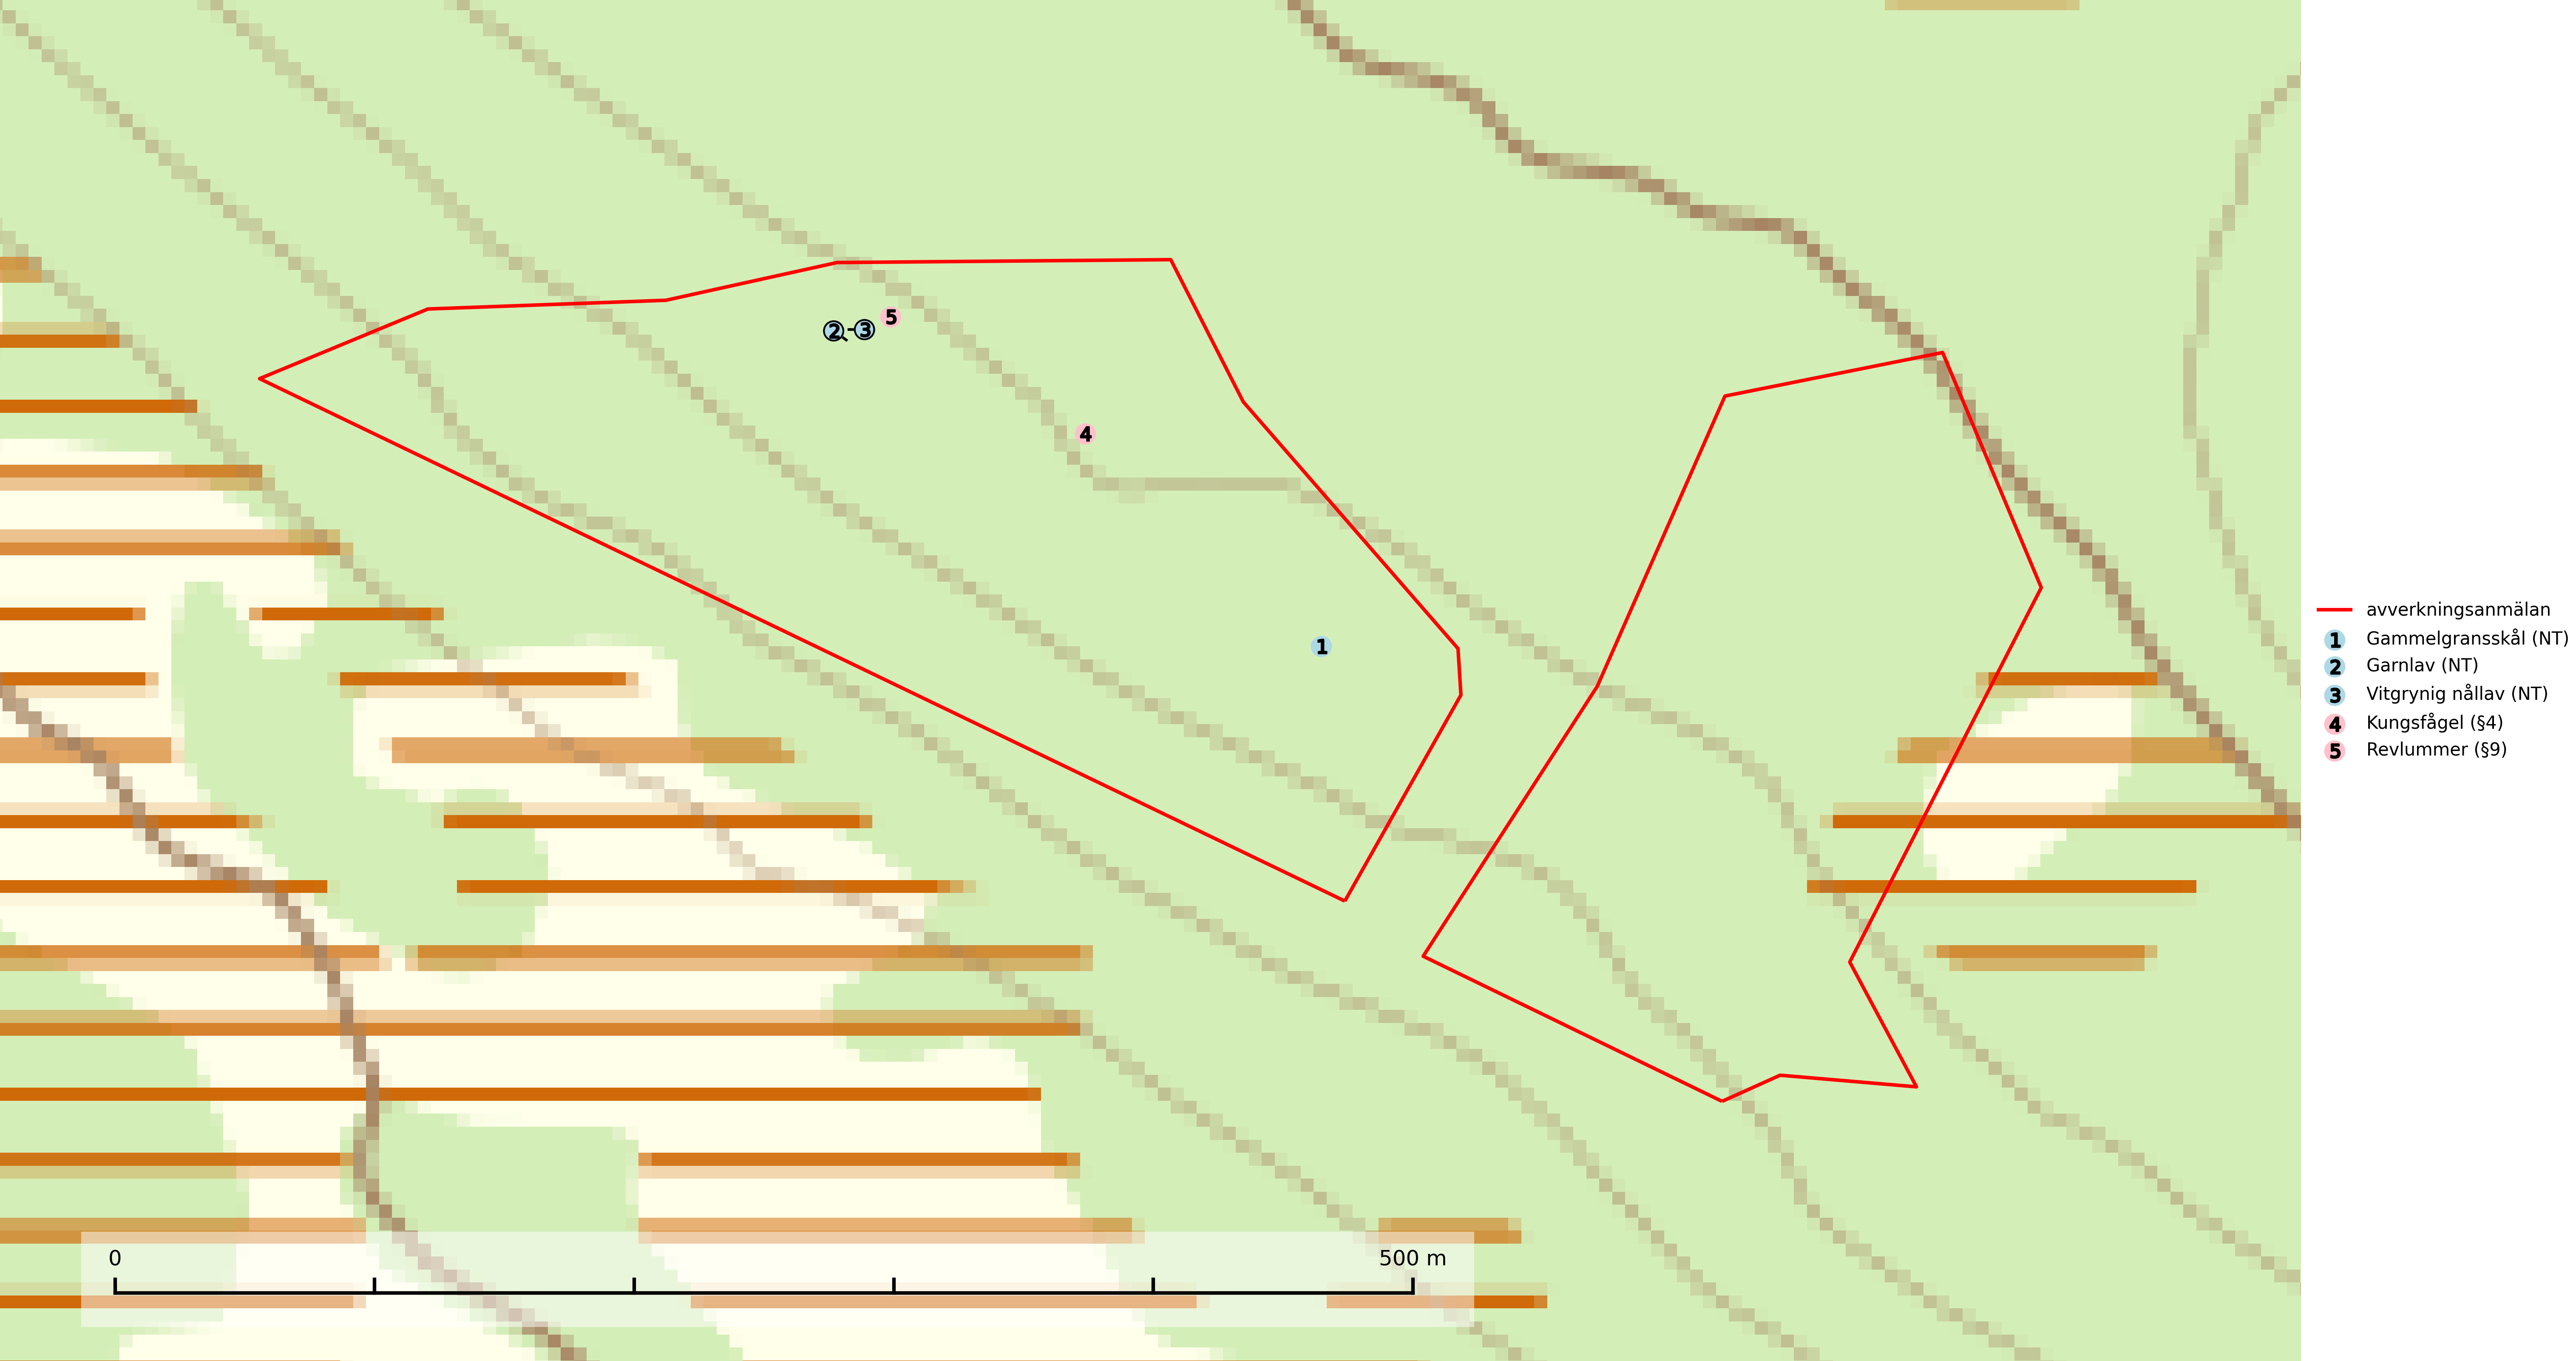 2
3
5
4
1
avverkningsanmälan
1 Gammelgransskål (NT)
2 Garnlav (NT)
3 Vitgrynig nållav (NT)
4 Kungsfågel (§4)
5 Revlummer (§9)
0 500 m